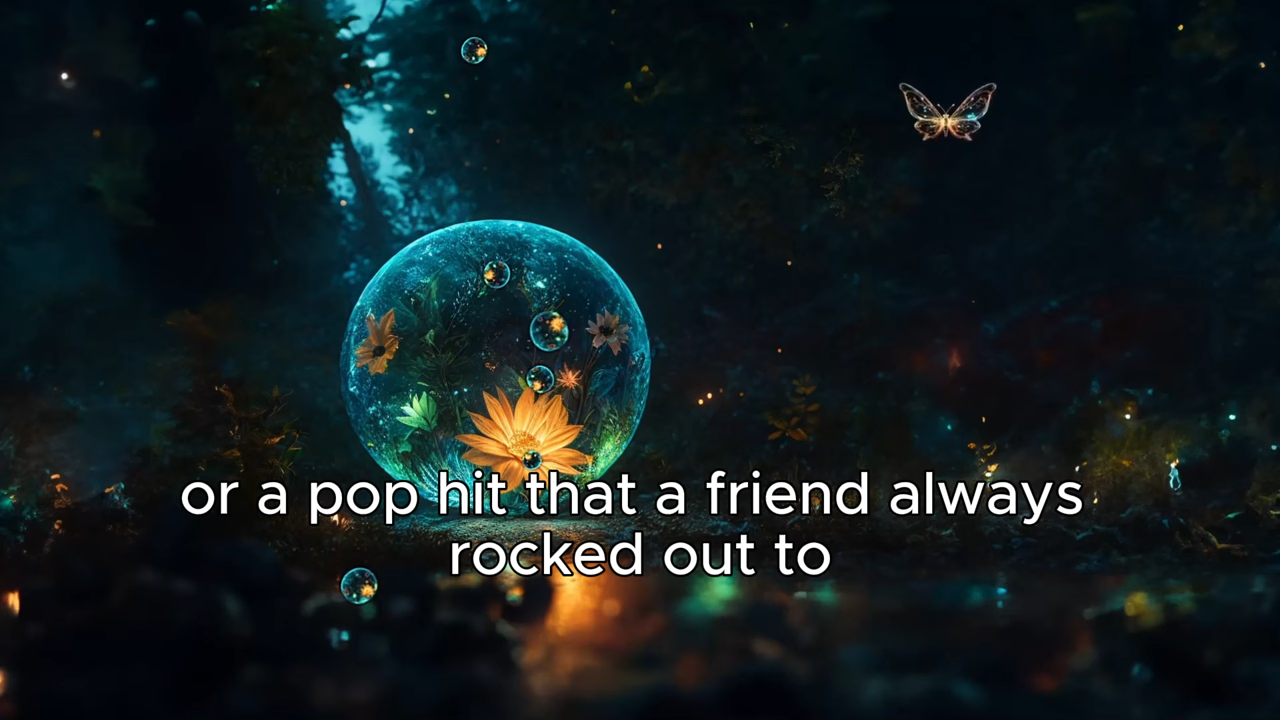 or a pop hit that a friend always
rocked out to